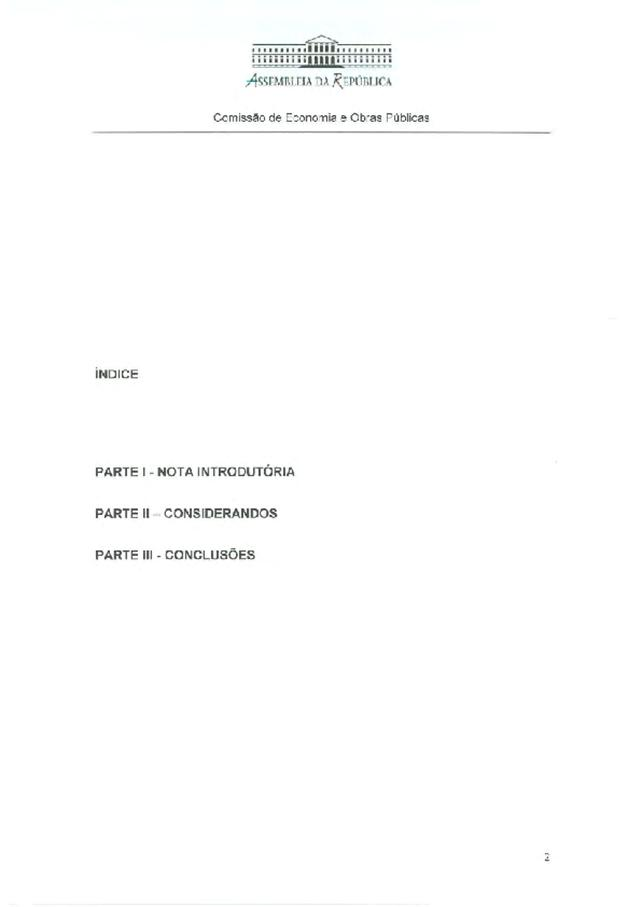 ASSEMBLEIA DA REPÚBLICA
Comissão de Economia e Obras Públicas
ÍNDICE
PARTE I - NOTA INTRODUTÓRIA
PARTE II – CONSIDERANDOS
PARTE III - CONCLUSÕES
2